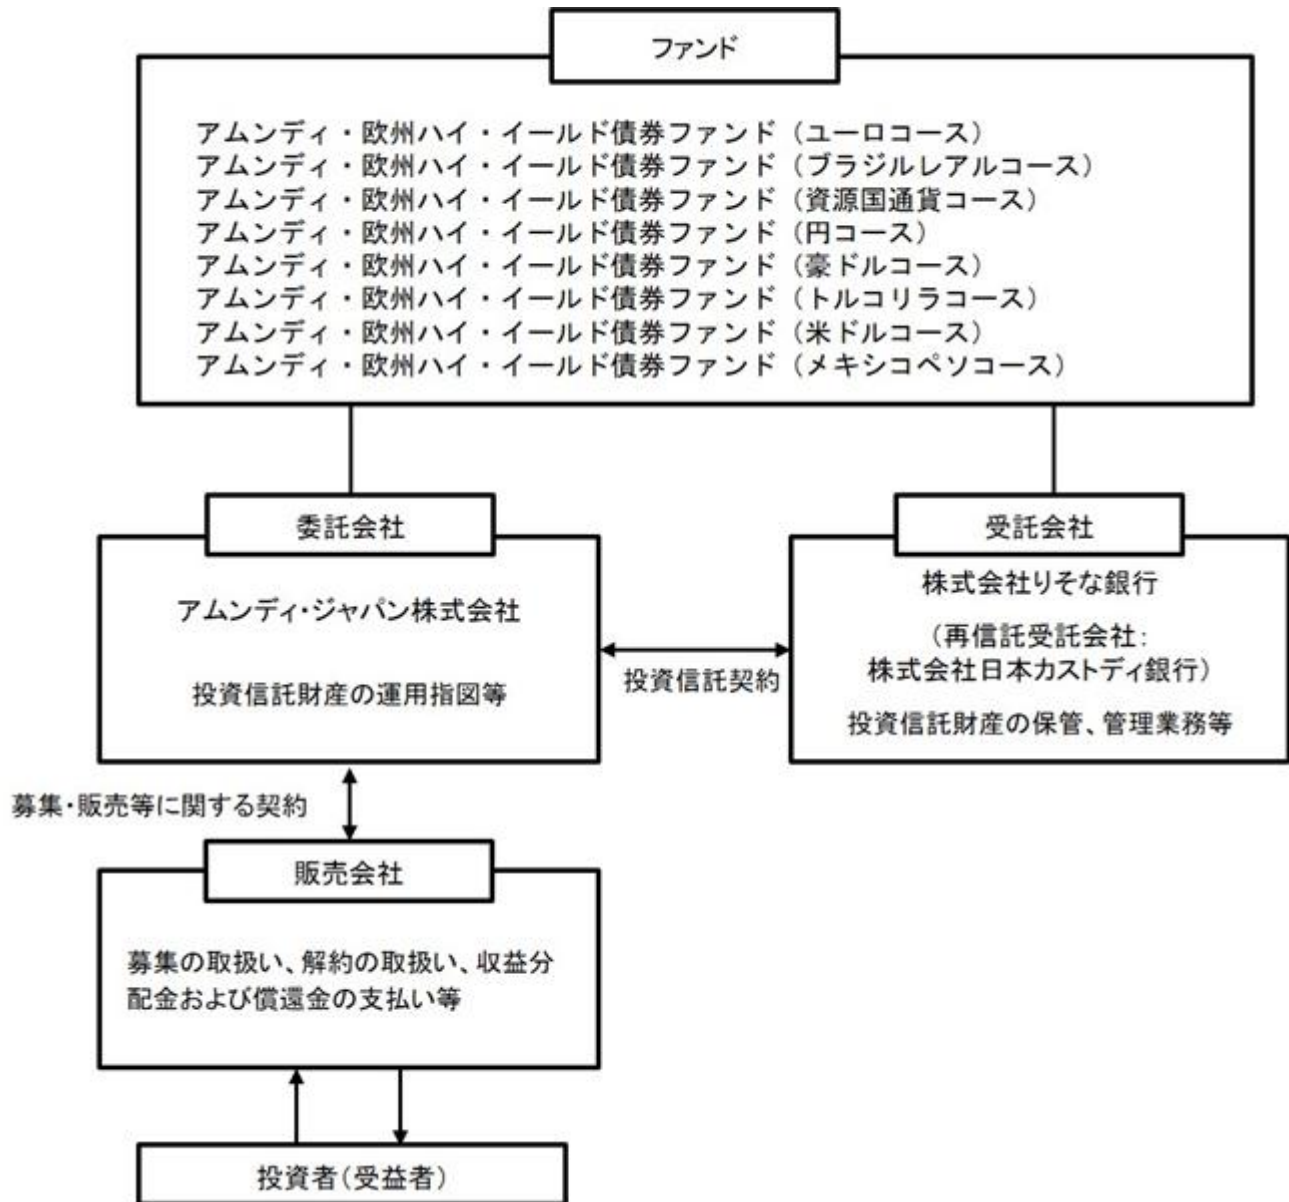 ファンド
アムンディ・欧州ハイ・イールド債券ファンド（ユーロコース）
アムンディ・欧州ハイ・イールド債券ファンド（ブラジルレアルコース）
アムンディ・欧州ハイ・イールド債券ファンド（資源国通貨コース）
アムンディ・欧州ハイ・イールド債券ファンド（円コース）
アムンディ・欧州ハイ・イールド債券ファンド（豪ドルコース）
アムンディ・欧州ハイ・イールド債券ファンド（トルコリラコース）
アムンディ・欧州ハイ・イールド債券ファンド（米ドルコース）
アムンディ・欧州ハイ・イールド債券ファンド（メキシコペソコース）
委託会社
アムンディ・ジャパン株式会社
投資信託財産の運用指図等
投資信託契約
受託会社
株式会社りそな銀行
（再信託受託会社：
株式会社日本カストディ銀行）
投資信託財産の保管、管理業務等
募集・販売等に関する契約
販売会社
募集の取扱い、解約の取扱い、収益分
配金および償還金の支払い等
投資者（受益者）